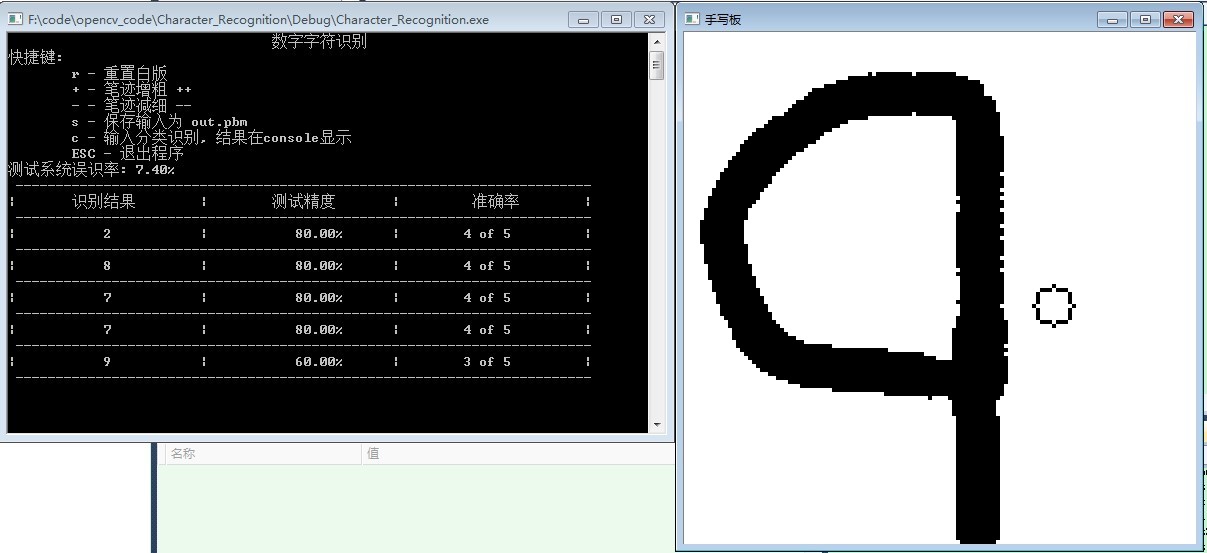 F:\code\opencv_code\Character_Recognition\Debug\Character_Recognition.exe
数字字符识别
快捷键:
r - 重置白版
+ - 笔迹增粗 ++
- - 笔迹减细 --
s - 保存输入为 out.pbm
c - 输入分类识别, 结果在console显示
ESC - 退出程序
测试系统误识率: 7.40%
识别结果 测试精度 准确率
2 80.00% 4 of 5
8 80.00% 4 of 5
7 80.00% 4 of 5
7 80.00% 4 of 5
9 60.00% 3 of 5
名称 值
手写板
9